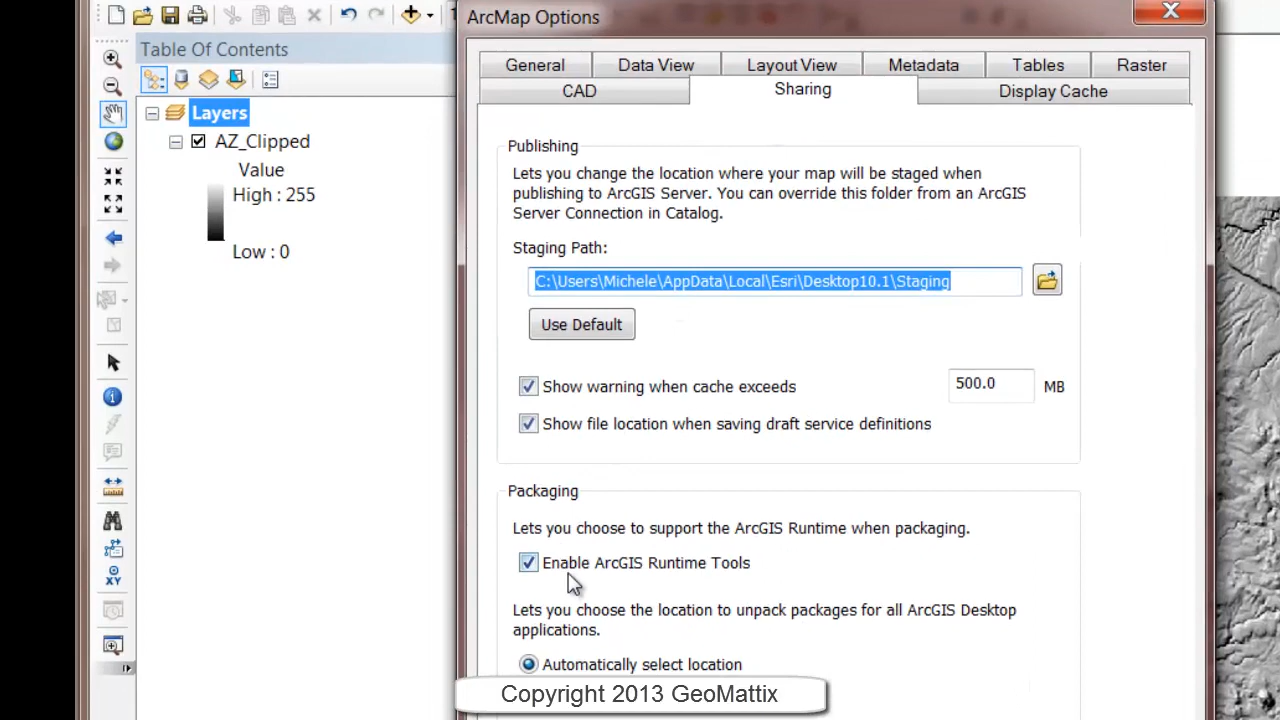 ArcMap Options
Table Of Contents
Layers
AZ_Clipped
Value
High : 255
Low : 0
General
Data View
Layout View
Metadata
Tables
Raster
CAD
Sharing
Display Cache
Publishing
Lets you change the location where your map will be staged when
publishing to ArcGIS Server. You can override this folder from an ArcGIS
Server Connection in Catalog.
Staging Path:
C:\Users\Michele\AppData\Local\Esri\Desktop10.1\Staging
Use Default
Show warning when cache exceeds
500.0
MB
Show file location when saving draft service definitions
Packaging
Lets you choose to support the ArcGIS Runtime when packaging.
Enable ArcGIS Runtime Tools
Lets you choose the location to unpack packages for all ArcGIS Desktop
applications.
Automatically select location
Copyright 2013 GeoMattix
XY